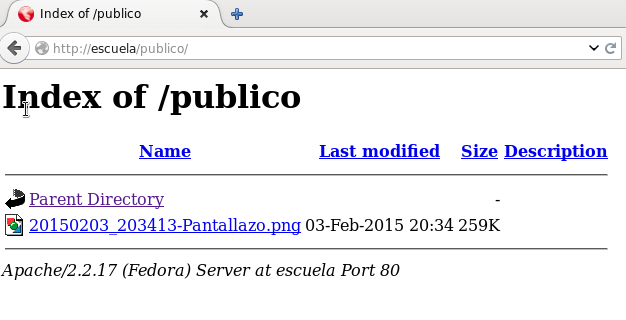 Index of /publico
http://escuela/publico/
Index of /publico
Name Last modified Size Description
Parent Directory -
20150203_203413-Pantallazo.png 03-Feb-2015 20:34 259K
Apache/2.2.17 (Fedora) Server at escuela Port 80